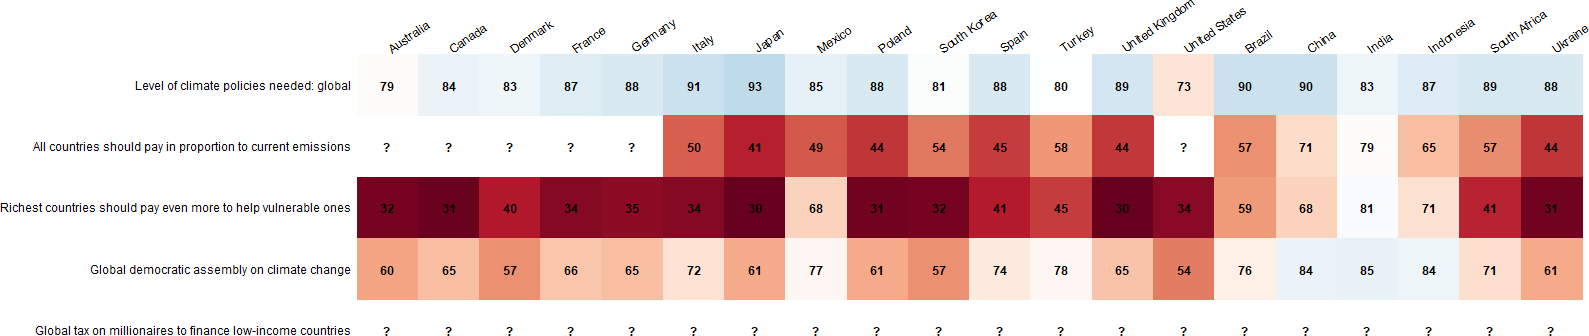 Australia Canada Denmark France Germany Italy Japan Mexico Poland South Korea Spain Turkey United Kingdom United States Brazil China India Indonesia South Africa Ukraine
Level of climate policies needed: global 79 84 83 87 88 91 93 85 88 81 88 80 89 73 90 90 83 87 89 88
All countries should pay in proportion to current emissions ? ? ? ? ? 50 41 49 44 54 45 58 44 ? 57 71 79 65 57 44
Richest countries should pay even more to help vulnerable ones 32 31 40 34 35 34 30 68 31 32 41 45 30 34 59 68 81 71 41 31
Global democratic assembly on climate change 60 65 57 66 65 72 61 77 61 57 74 78 65 54 76 84 85 84 71 61
Global tax on millionaires to finance low-income countries ? ? ? ? ? ? ? ? ? ? ? ? ? ? ? ? ? ? ? ?